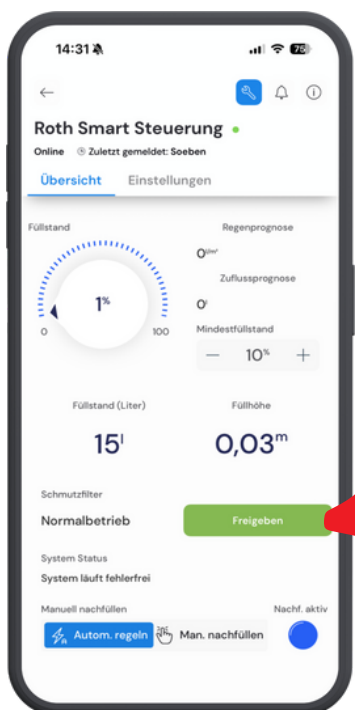 14:31
75
Roth Smart Steuerung
Online Zuletzt gemeldet: Soeben
Übersicht Einstellungen
Füllstand
Regenprognose
0l/m²
Zuflussprognose
0l
1%
0 100
Mindestfüllstand
— 10% +
Füllstand (Liter) Füllhöhe
15l 0,03m
Schmutzfilter
Normalbetrieb Freigeben
System Status
System läuft fehlerfrei
Manuell nachfüllen Nachf. aktiv
Autom. regeln Man. nachfüllen